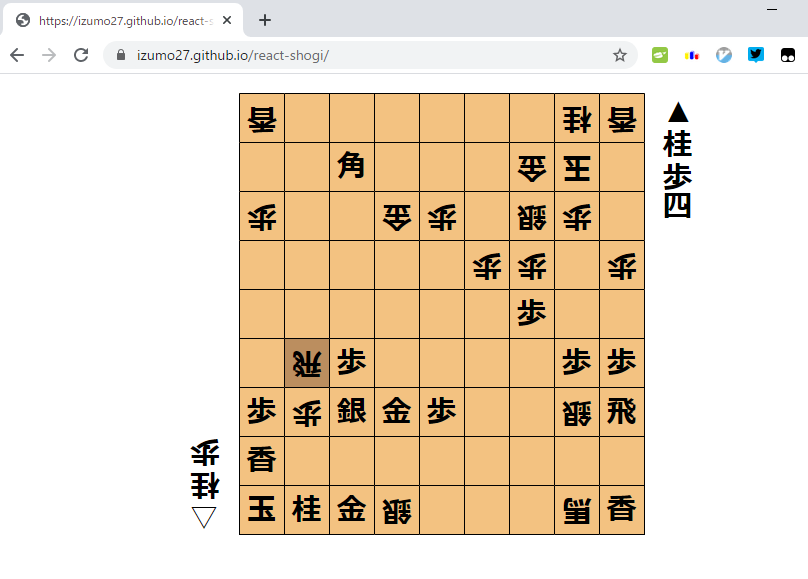 https://izumo27.github.io/react-s
izumo27.github.io/react-shogi/
香 桂 香
角 金 玉
歩 金 歩 銀 歩
歩 歩 歩
歩
飛 歩 歩 歩
歩 歩 銀 金 歩 銀 飛
香
玉 桂 金 銀 馬 香
▲桂歩四
△桂歩